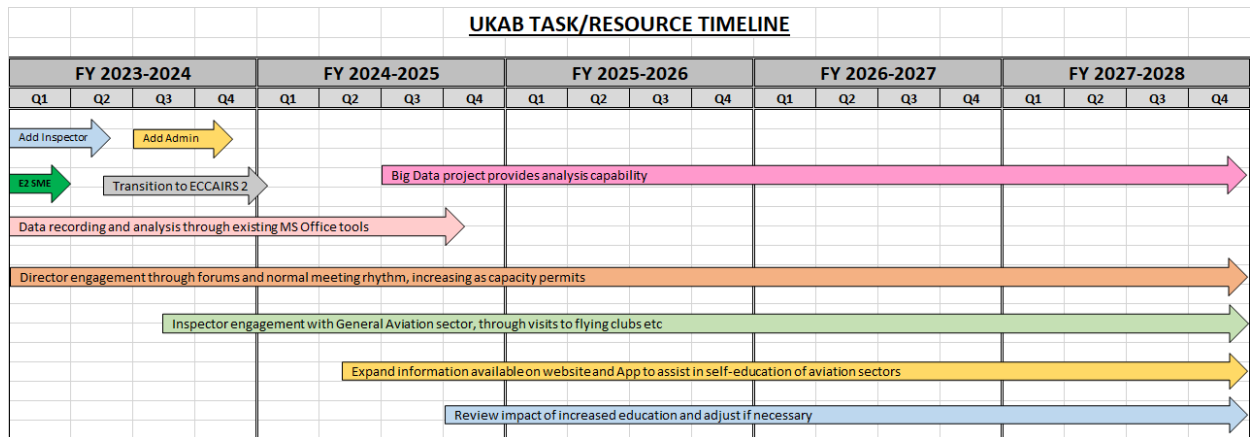 UKAB TASK/RESOURCE TIMELINE
FY 2023-2024 FY 2024-2025 FY 2025-2026 FY 2026-2027 FY 2027-2028
Q1 Q2 Q3 Q4 Q1 Q2 Q3 Q4 Q1 Q2 Q3 Q4 Q1 Q2 Q3 Q4 Q1 Q2 Q3 Q4
Add Inspector Add Admin
E2 SME Transition to ECCAIRS 2 Big Data project provides analysis capability
Data recording and analysis through existing MS Office tools
Director engagement through forums and normal meeting rhythm, increasing as capacity permits
Inspector engagement with General Aviation sector, through visits to flying clubs etc
Expand information available on website and App to assist in self-education of aviation sectors
Review impact of increased education and adjust if necessary